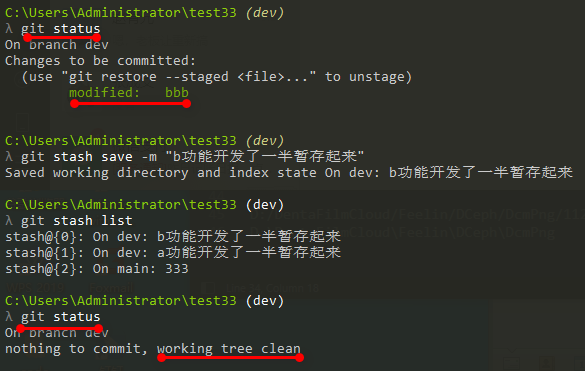 C:\Users\Administrator\test33 (dev)
λ git status
On branch dev
Changes to be committed:
  (use "git restore --staged <file>..." to unstage)
        modified:   bbb
C:\Users\Administrator\test33 (dev)
λ git stash save -m "b功能开发了一半暂存起来"
Saved working directory and index state On dev: b功能开发了一半暂存起来
C:\Users\Administrator\test33 (dev)
λ git stash list
stash@{0}: On dev: b功能开发了一半暂存起来
stash@{1}: On dev: a功能开发了一半暂存起来
stash@{2}: On main: 333
C:\Users\Administrator\test33 (dev)
λ git status
On branch dev
nothing to commit, working tree clean